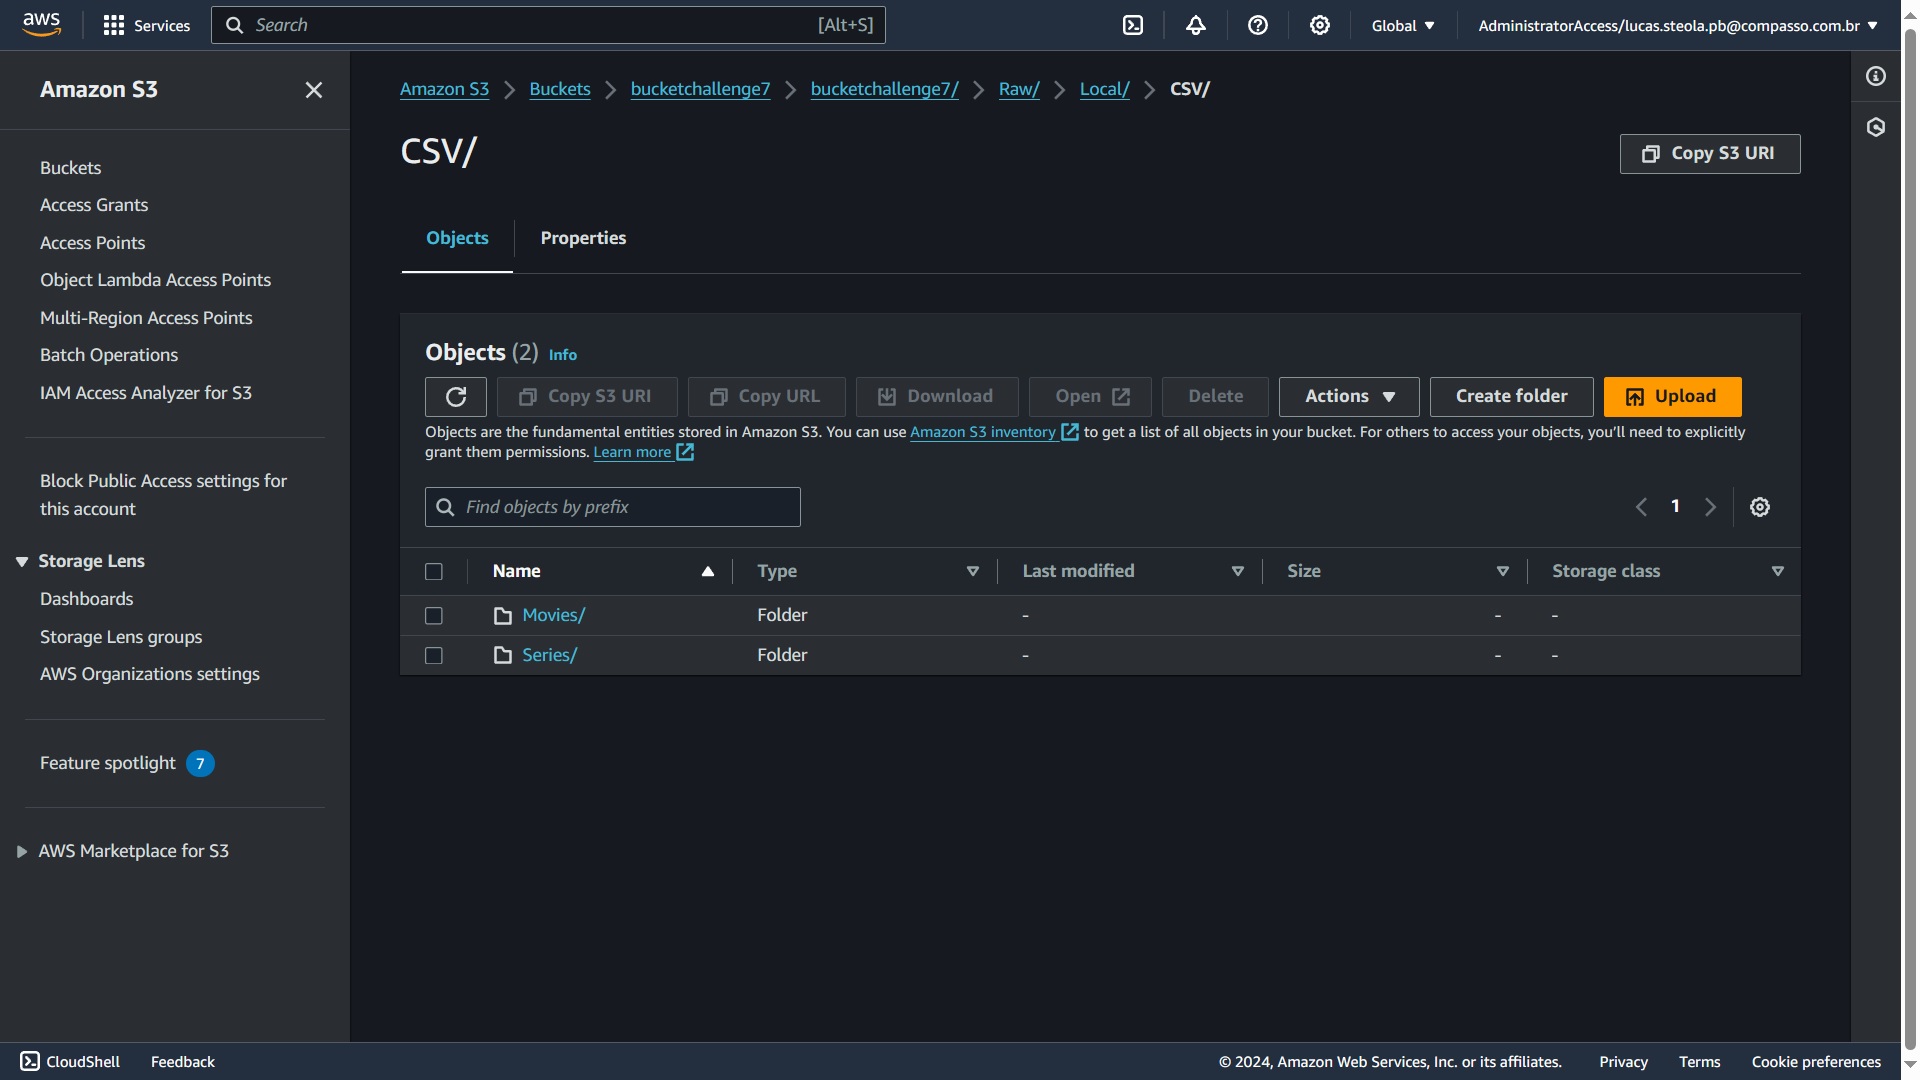 aws Services Search [Alt+S] Global AdministratorAccess/lucas.steola.pb@compasso.com.br
Amazon S3
Buckets
Access Grants
Access Points
Object Lambda Access Points
Multi-Region Access Points
Batch Operations
IAM Access Analyzer for S3
Block Public Access settings for
this account
Storage Lens
Dashboards
Storage Lens groups
AWS Organizations settings
Feature spotlight 7
AWS Marketplace for S3
Amazon S3 Buckets bucketchallenge7 bucketchallenge7/ Raw/ Local/ CSV/
CSV/
Copy S3 URI
Objects Properties
Objects (2) Info
Copy S3 URI Copy URL Download Open Delete Actions Create folder Upload
Objects are the fundamental entities stored in Amazon S3. You can use Amazon S3 inventory to get a list of all objects in your bucket. For others to access your objects, you’ll need to explicitly
grant them permissions. Learn more
Find objects by prefix 1
Name Type Last modified Size Storage class
Movies/ Folder - - -
Series/ Folder - - -
CloudShell Feedback © 2024, Amazon Web Services, Inc. or its affiliates. Privacy Terms Cookie preferences